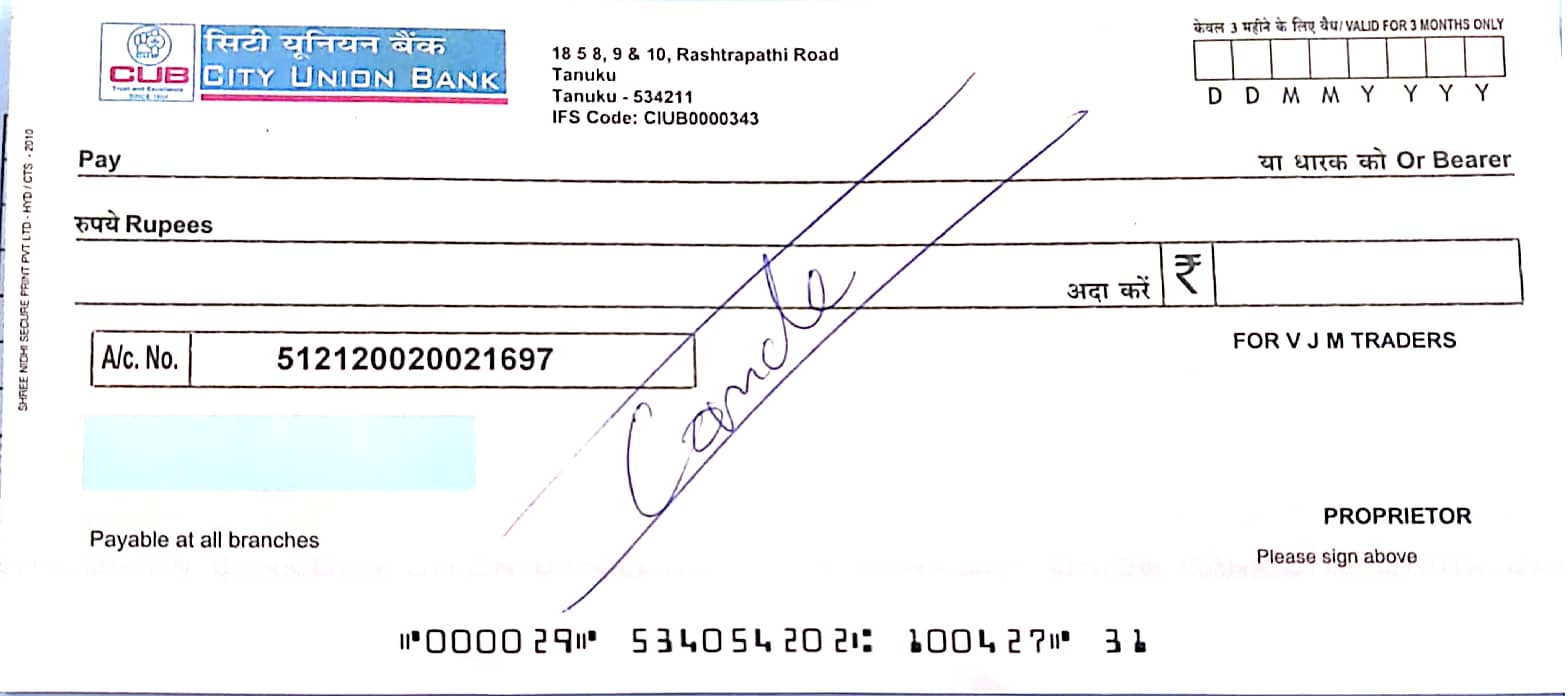 सिटी यूनियन बैंक
CUB CITY UNION BANK
Trust and Excellence
SINCE 1904
18 5 8, 9 & 10, Rashtrapathi Road
Tanuku
Tanuku - 534211
IFS Code: CIUB0000343
केवल 3 महीने के लिए वैध/ VALID FOR 3 MONTHS ONLY
D D M M Y Y Y Y
Pay
या धारक को Or Bearer
रुपये Rupees
अदा करें ₹
A/c. No. 512120020021697
FOR V J M TRADERS
PROPRIETOR
Please sign above
Payable at all branches
⑈000029⑈ 534054202⑆ 100427⑈ 31
SHREE NIDHI SECURE PRINT PVT LTD - HYD / CTS - 2010